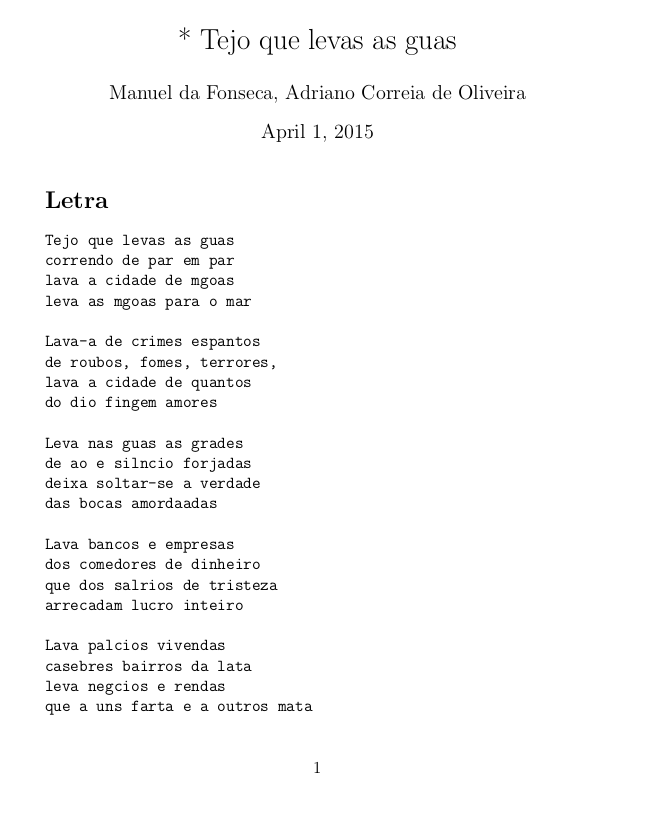 * Tejo que levas as guas
Manuel da Fonseca, Adriano Correia de Oliveira
April 1, 2015
Letra
Tejo que levas as guas
correndo de par em par
lava a cidade de mgoas
leva as mgoas para o mar
Lava-a de crimes espantos
de roubos, fomes, terrores,
lava a cidade de quantos
do dio fingem amores
Leva nas guas as grades
de ao e silncio forjadas
deixa soltar-se a verdade
das bocas amordaadas
Lava bancos e empresas
dos comedores de dinheiro
que dos salrios de tristeza
arrecadam lucro inteiro
Lava palcios vivendas
casebres bairros da lata
leva negcios e rendas
que a uns farta e a outros mata
1